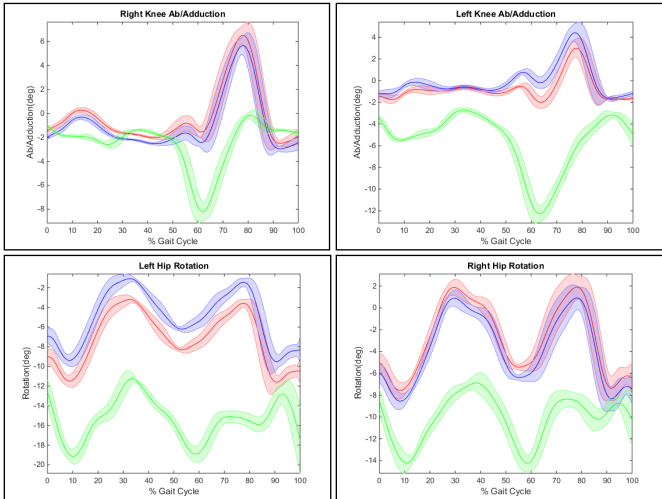 Right Knee Ab/Adduction
Ab/Adduction(deg)
6
4
2
0
-2
-4
-6
-8
0 10 20 30 40 50 60 70 80 90 100
% Gait Cycle
Left Knee Ab/Adduction
Ab/Adduction(deg)
4
2
0
-2
-4
-6
-8
-10
-12
0 10 20 30 40 50 60 70 80 90 100
% Gait Cycle
Left Hip Rotation
Rotation(deg)
-2
-4
-6
-8
-10
-12
-14
-16
-18
-20
0 10 20 30 40 50 60 70 80 90 100
% Gait Cycle
Right Hip Rotation
Rotation(deg)
2
0
-2
-4
-6
-8
-10
-12
-14
0 10 20 30 40 50 60 70 80 90 100
% Gait Cycle